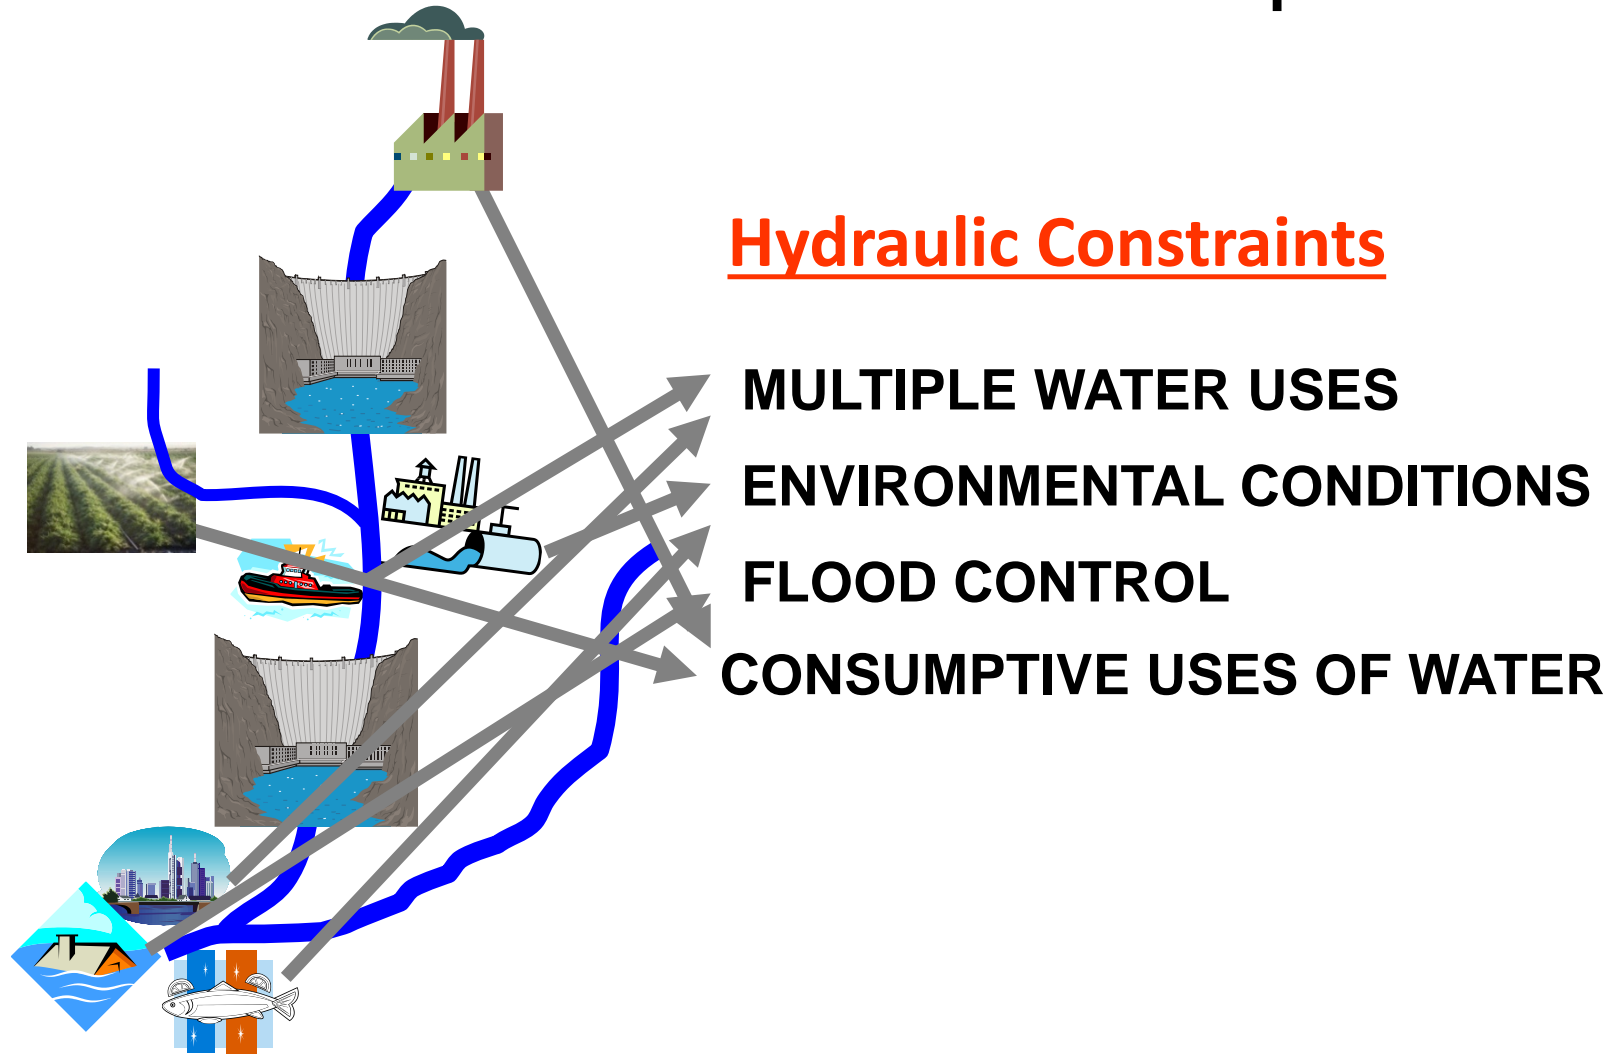 Hydraulic Constraints
MULTIPLE WATER USES
ENVIRONMENTAL CONDITIONS
FLOOD CONTROL
CONSUMPTIVE USES OF WATER